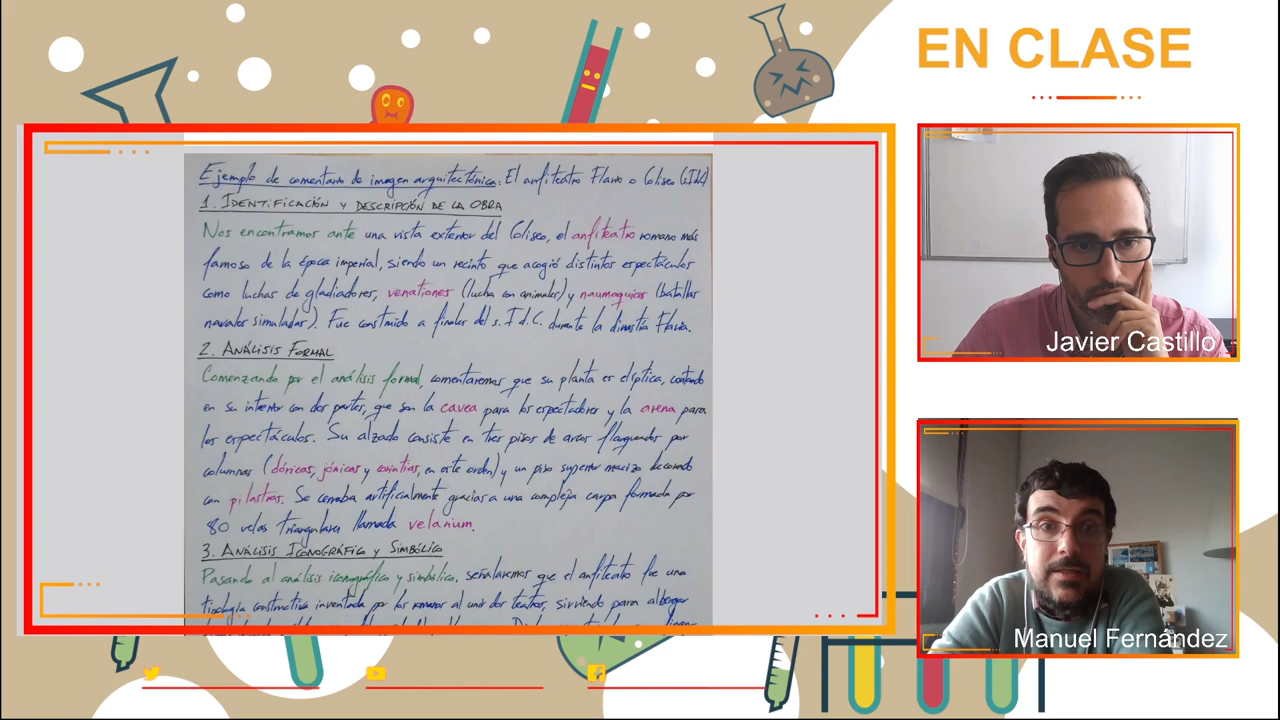 EN CLASE
Ejemplo de comentario de imagen arquitectónica: El anfiteatro Flavio o Coliseo (s.I d.C)
1. IDENTIFICACIÓN Y DESCRIPCIÓN DE LA OBRA
Nos encontramos ante una vista exterior del Coliseo, el anfiteatro romano más
famoso de la época imperial, siendo un recinto que acogió distintos espectáculos
como luchas de gladiadores, venationes (lucha con animales) y naumaquias (batallas
navales simuladas). Fue construido a finales del s. I d.C. durante la dinastía Flavia.
2. ANÁLISIS FORMAL
Comenzando por el análisis formal, comentaremos que su planta es elíptica, contando
en su interior con dos partes, que son la cavea para los espectadores y la arena para
los espectáculos. Su alzado consiste en tres pisos de arcos flanqueados por
columnas (dóricas, jónicas y corintias, en este orden) y un piso superior macizo decorado
con pilastras. Se cerraba artificialmente gracias a una compleja carpa formada por
80 velas triangulares llamada velarium.
3. ANÁLISIS ICONOGRÁFICO Y SIMBÓLICO
Pasando al análisis iconográfico y simbólico, señalaremos que el anfiteatro fue una
tipología constructiva inventada por los romanos al unir dos teatros, sirviendo para albergar
Javier Castillo
Manuel Fernández